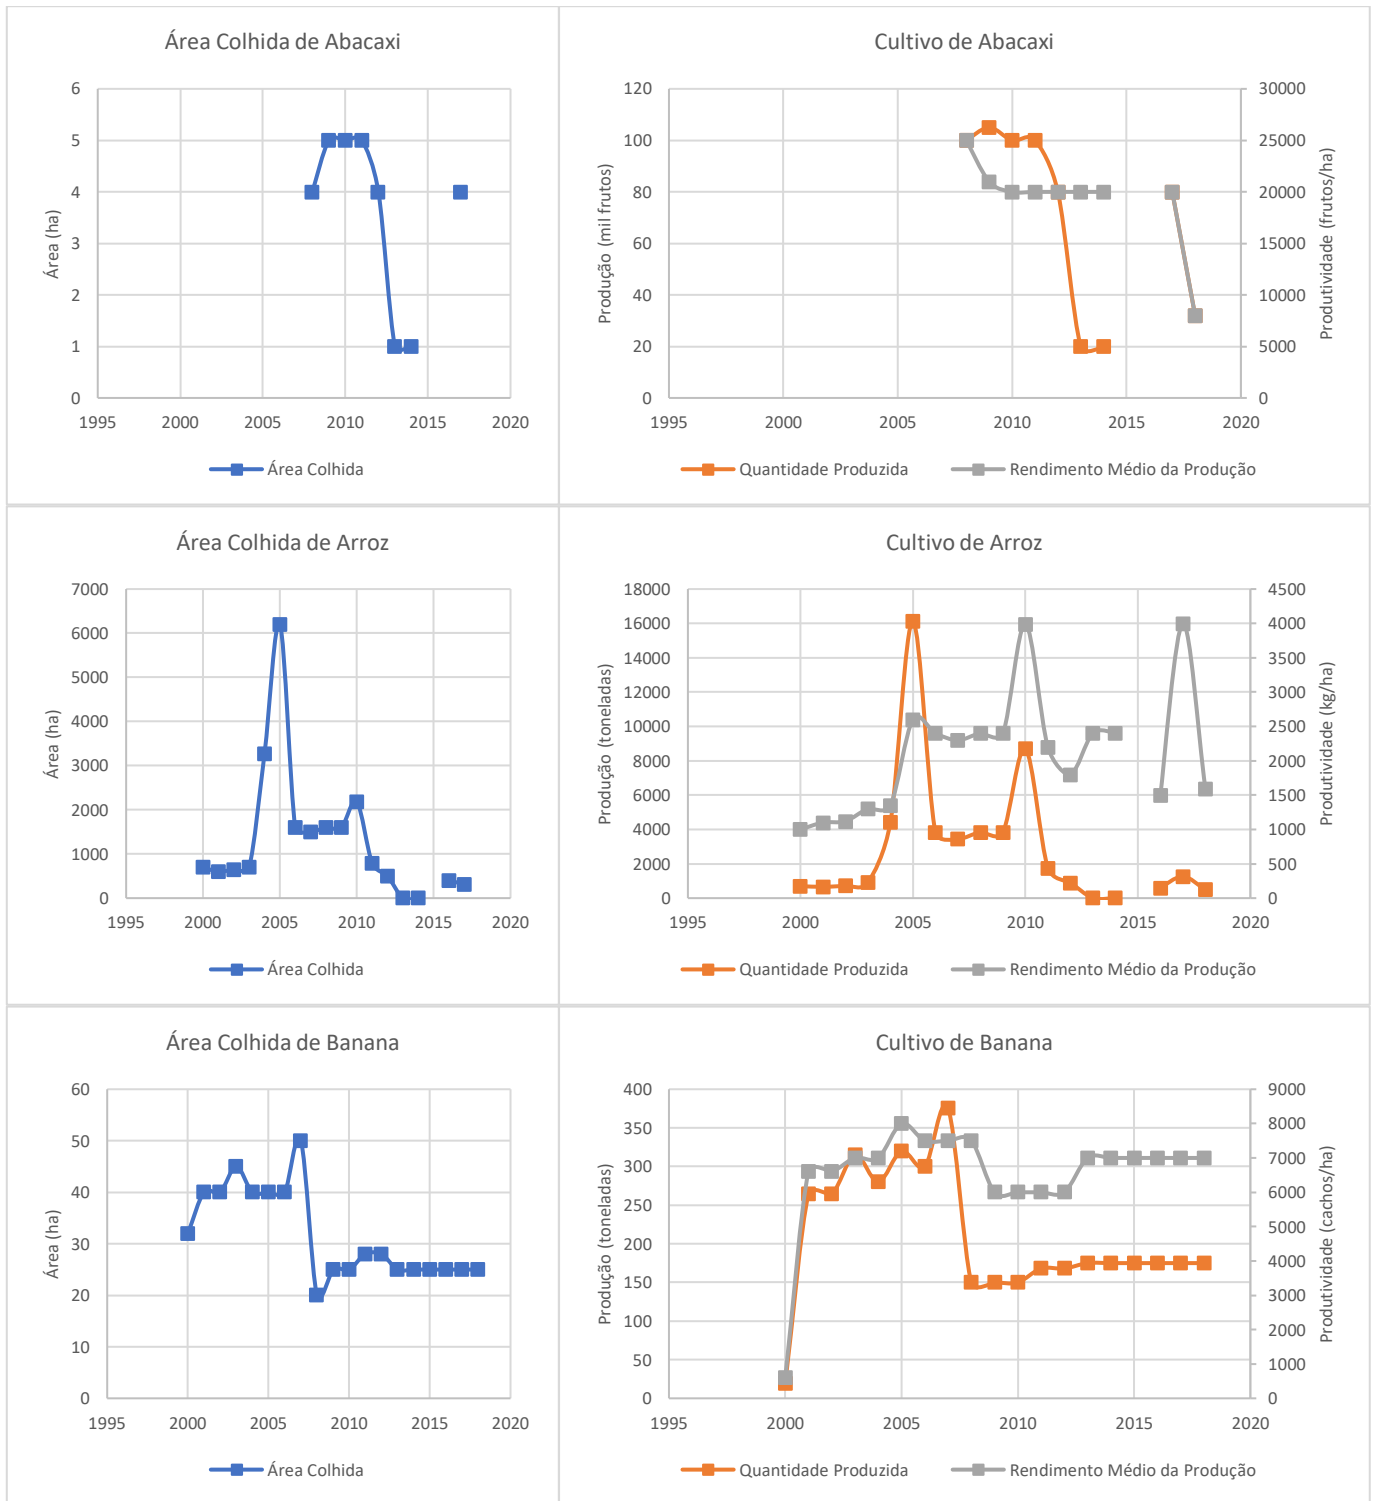 Área Colhida de Abacaxi
6
5
4
3
2
1
0
Área (ha)
1995 2000 2005 2010 2015 2020
Área Colhida
Cultivo de Abacaxi
120
100
80
60
40
20
0
Produção (mil frutos)
30000
25000
20000
15000
10000
5000
0
Produtividade (frutos/ha)
1995 2000 2005 2010 2015 2020
Quantidade Produzida Rendimento Médio da Produção
Área Colhida de Arroz
7000
6000
5000
4000
3000
2000
1000
0
Área (ha)
1995 2000 2005 2010 2015 2020
Área Colhida
Cultivo de Arroz
18000
16000
14000
12000
10000
8000
6000
4000
2000
0
Produção (toneladas)
4500
4000
3500
3000
2500
2000
1500
1000
500
0
Produtividade (kg/ha)
1995 2000 2005 2010 2015 2020
Quantidade Produzida Rendimento Médio da Produção
Área Colhida de Banana
60
50
40
30
20
10
0
Área (ha)
1995 2000 2005 2010 2015 2020
Área Colhida
Cultivo de Banana
400
350
300
250
200
150
100
50
0
Produção (toneladas)
9000
8000
7000
6000
5000
4000
3000
2000
1000
0
Produtividade (cachos/ha)
1995 2000 2005 2010 2015 2020
Quantidade Produzida Rendimento Médio da Produção